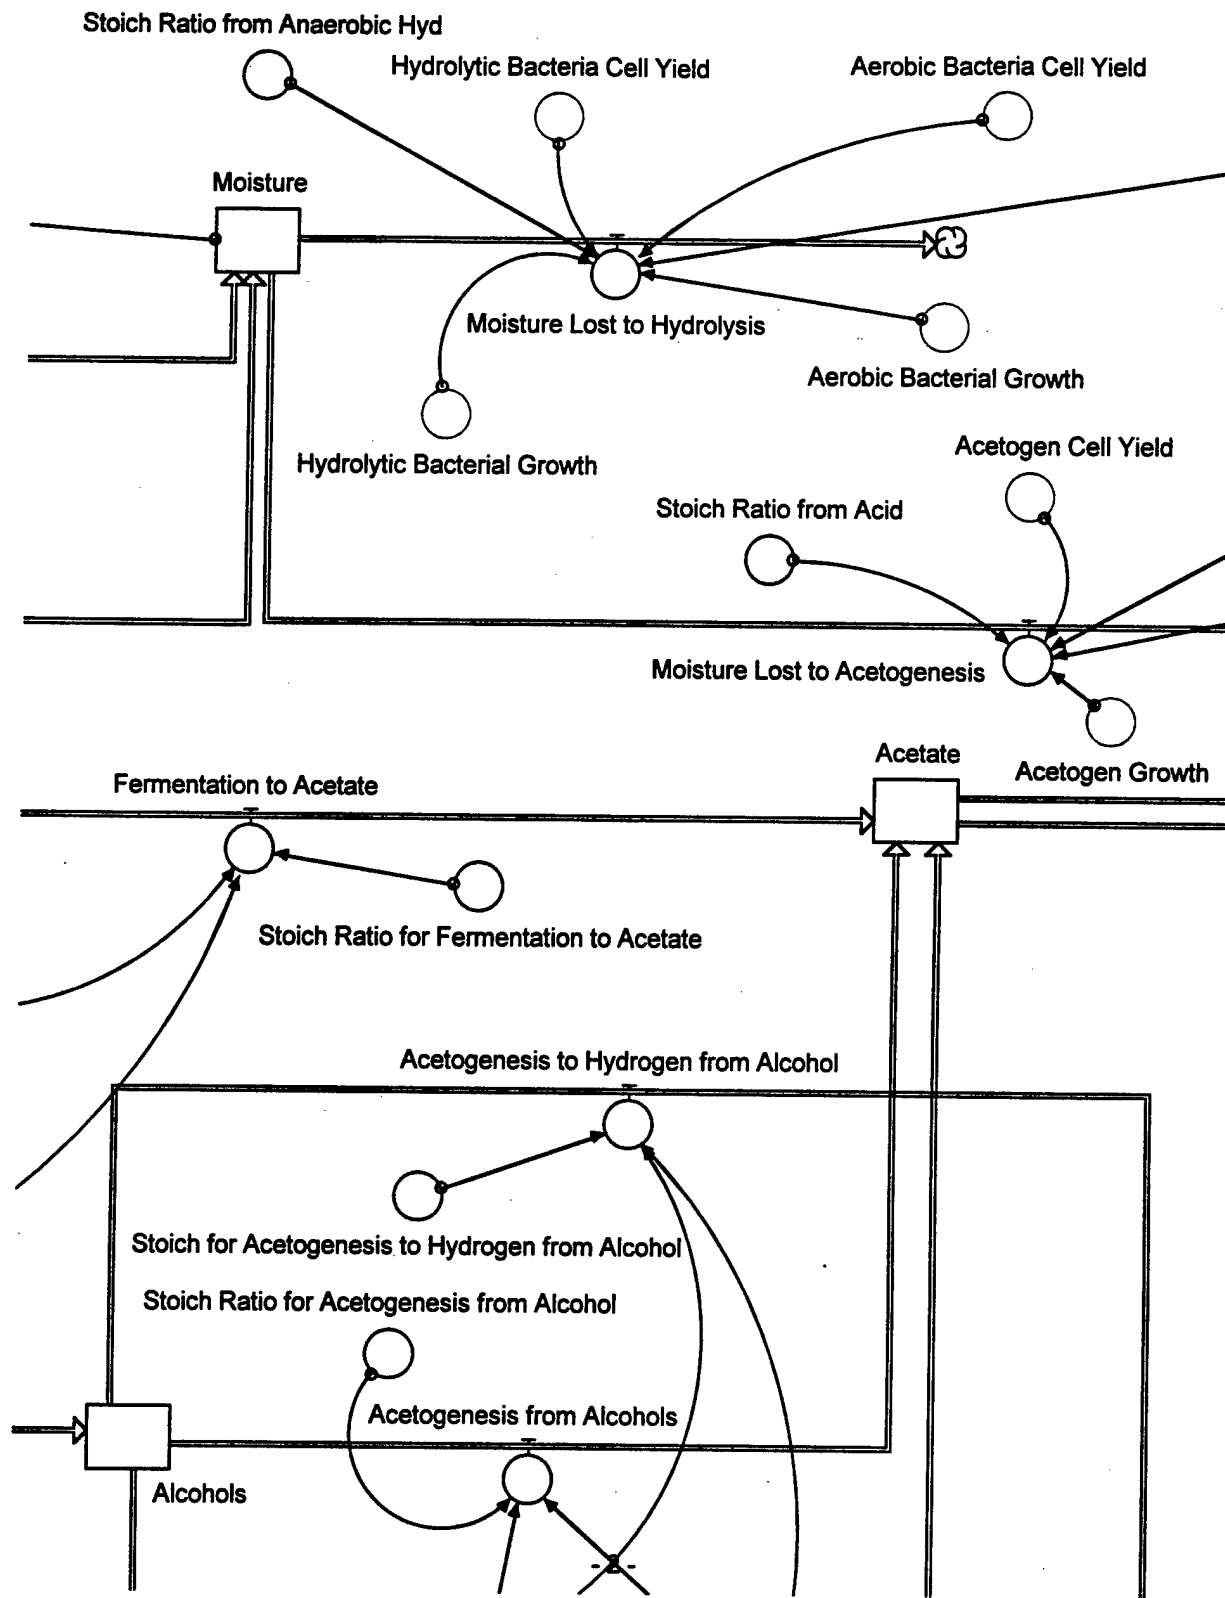 Stoich Ratio from Anaerobic Hyd
Hydrolytic Bacteria Cell Yield
Aerobic Bacteria Cell Yield
Moisture
Moisture Lost to Hydrolysis
Aerobic Bacterial Growth
Hydrolytic Bacterial Growth
Acetogen Cell Yield
Stoich Ratio from Acid
Moisture Lost to Acetogenesis
Acetate
Acetogen Growth
Fermentation to Acetate
Stoich Ratio for Fermentation to Acetate
Acetogenesis to Hydrogen from Alcohol
Stoich for Acetogenesis to Hydrogen from Alcohol
Stoich Ratio for Acetogenesis from Alcohol
Acetogenesis from Alcohols
Alcohols